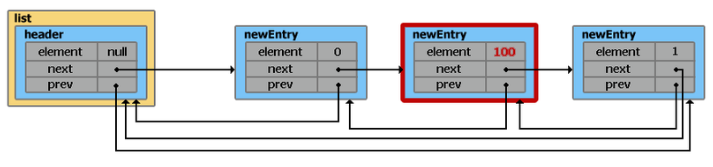 list
header
element null
next
prev
newEntry
element 0
next
prev
newEntry
element 100
next
prev
newEntry
element 1
next
prev